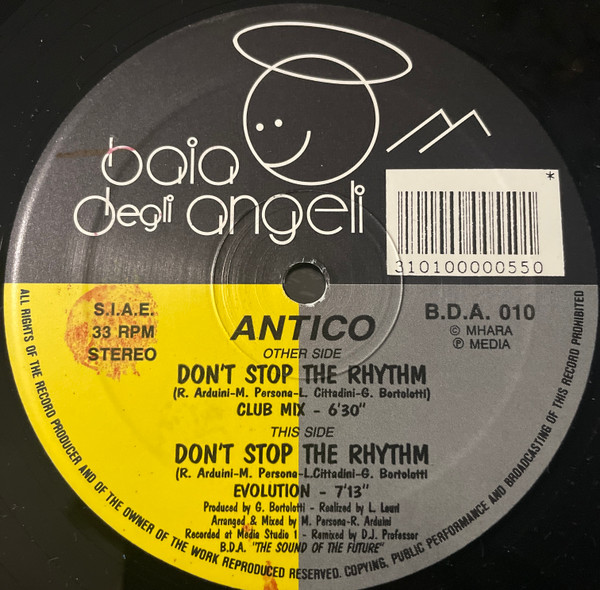 baia
degli angeli
*
310100000550
S.I.A.E.
33 RPM
STEREO
B.D.A. 010
© MHARA
℗ MEDIA
ANTICO
OTHER SIDE
DON'T STOP THE RHYTHM
(R. Arduini-M. Persona-L. Cittadini-G. Bortolotti)
CLUB MIX - 6'30"
THIS SIDE
DON'T STOP THE RHYTHM
(R. Arduini-M. Persona-L.Cittadini-G. Bortolotti
EVOLUTION - 7'13"
Produced by G. Bortolotti - Realized by L. Lauri
Arranged & Mixed by M. Persona-R. Arduini
Recorded at Media Studio 1 - Remixed by D.J. Professor
B.D.A. "THE SOUND OF THE FUTURE"
ALL RIGHTS OF THE RECORD PRODUCER AND OF THE OWNER OF THE WORK REPRODUCED RESERVED. COPYING, PUBLIC PERFORMANCE AND BROADCASTING OF THIS RECORD PROHIBITED